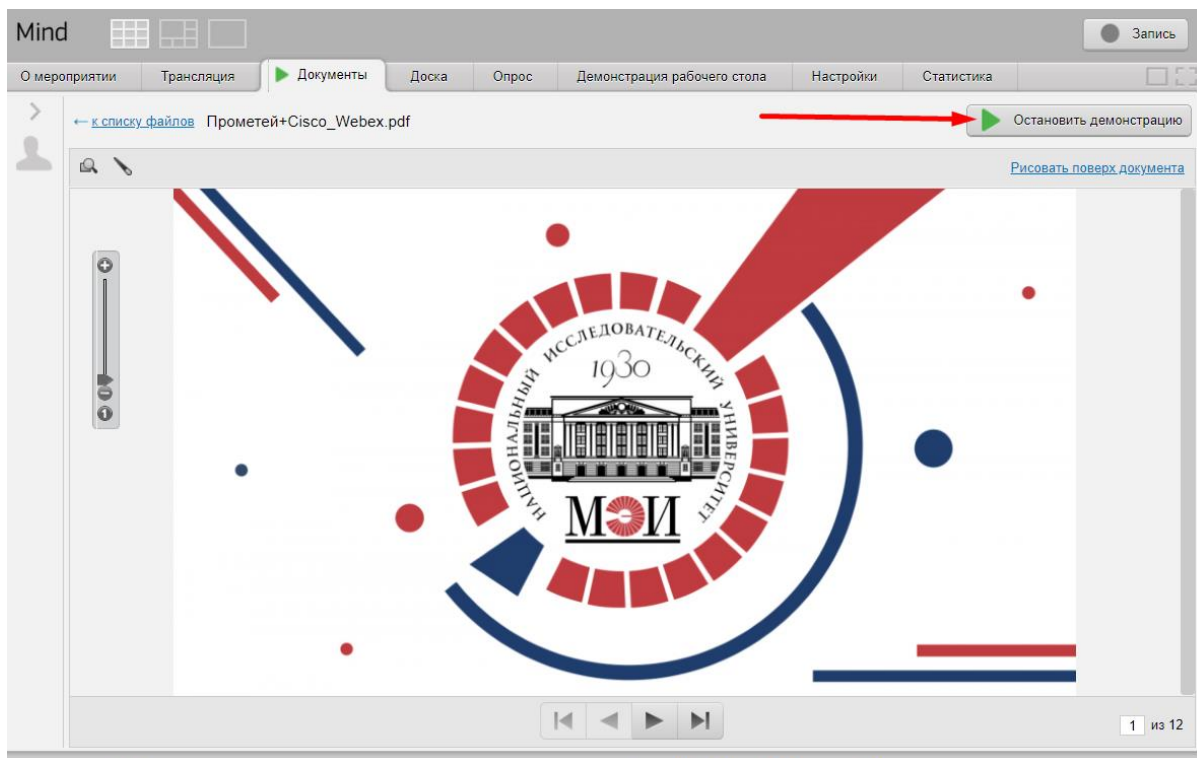 Mind
Запись
О мероприятии Трансляция Документы Доска Опрос Демонстрация рабочего стола Настройки Статистика
← к списку файлов Прометей+Cisco_Webex.pdf
Остановить демонстрацию
Рисовать поверх документа
НАЦИОНАЛЬНЫЙ ИССЛЕДОВАТЕЛЬСКИЙ УНИВЕРСИТЕТ
1930
МЭИ
1
1 из 12